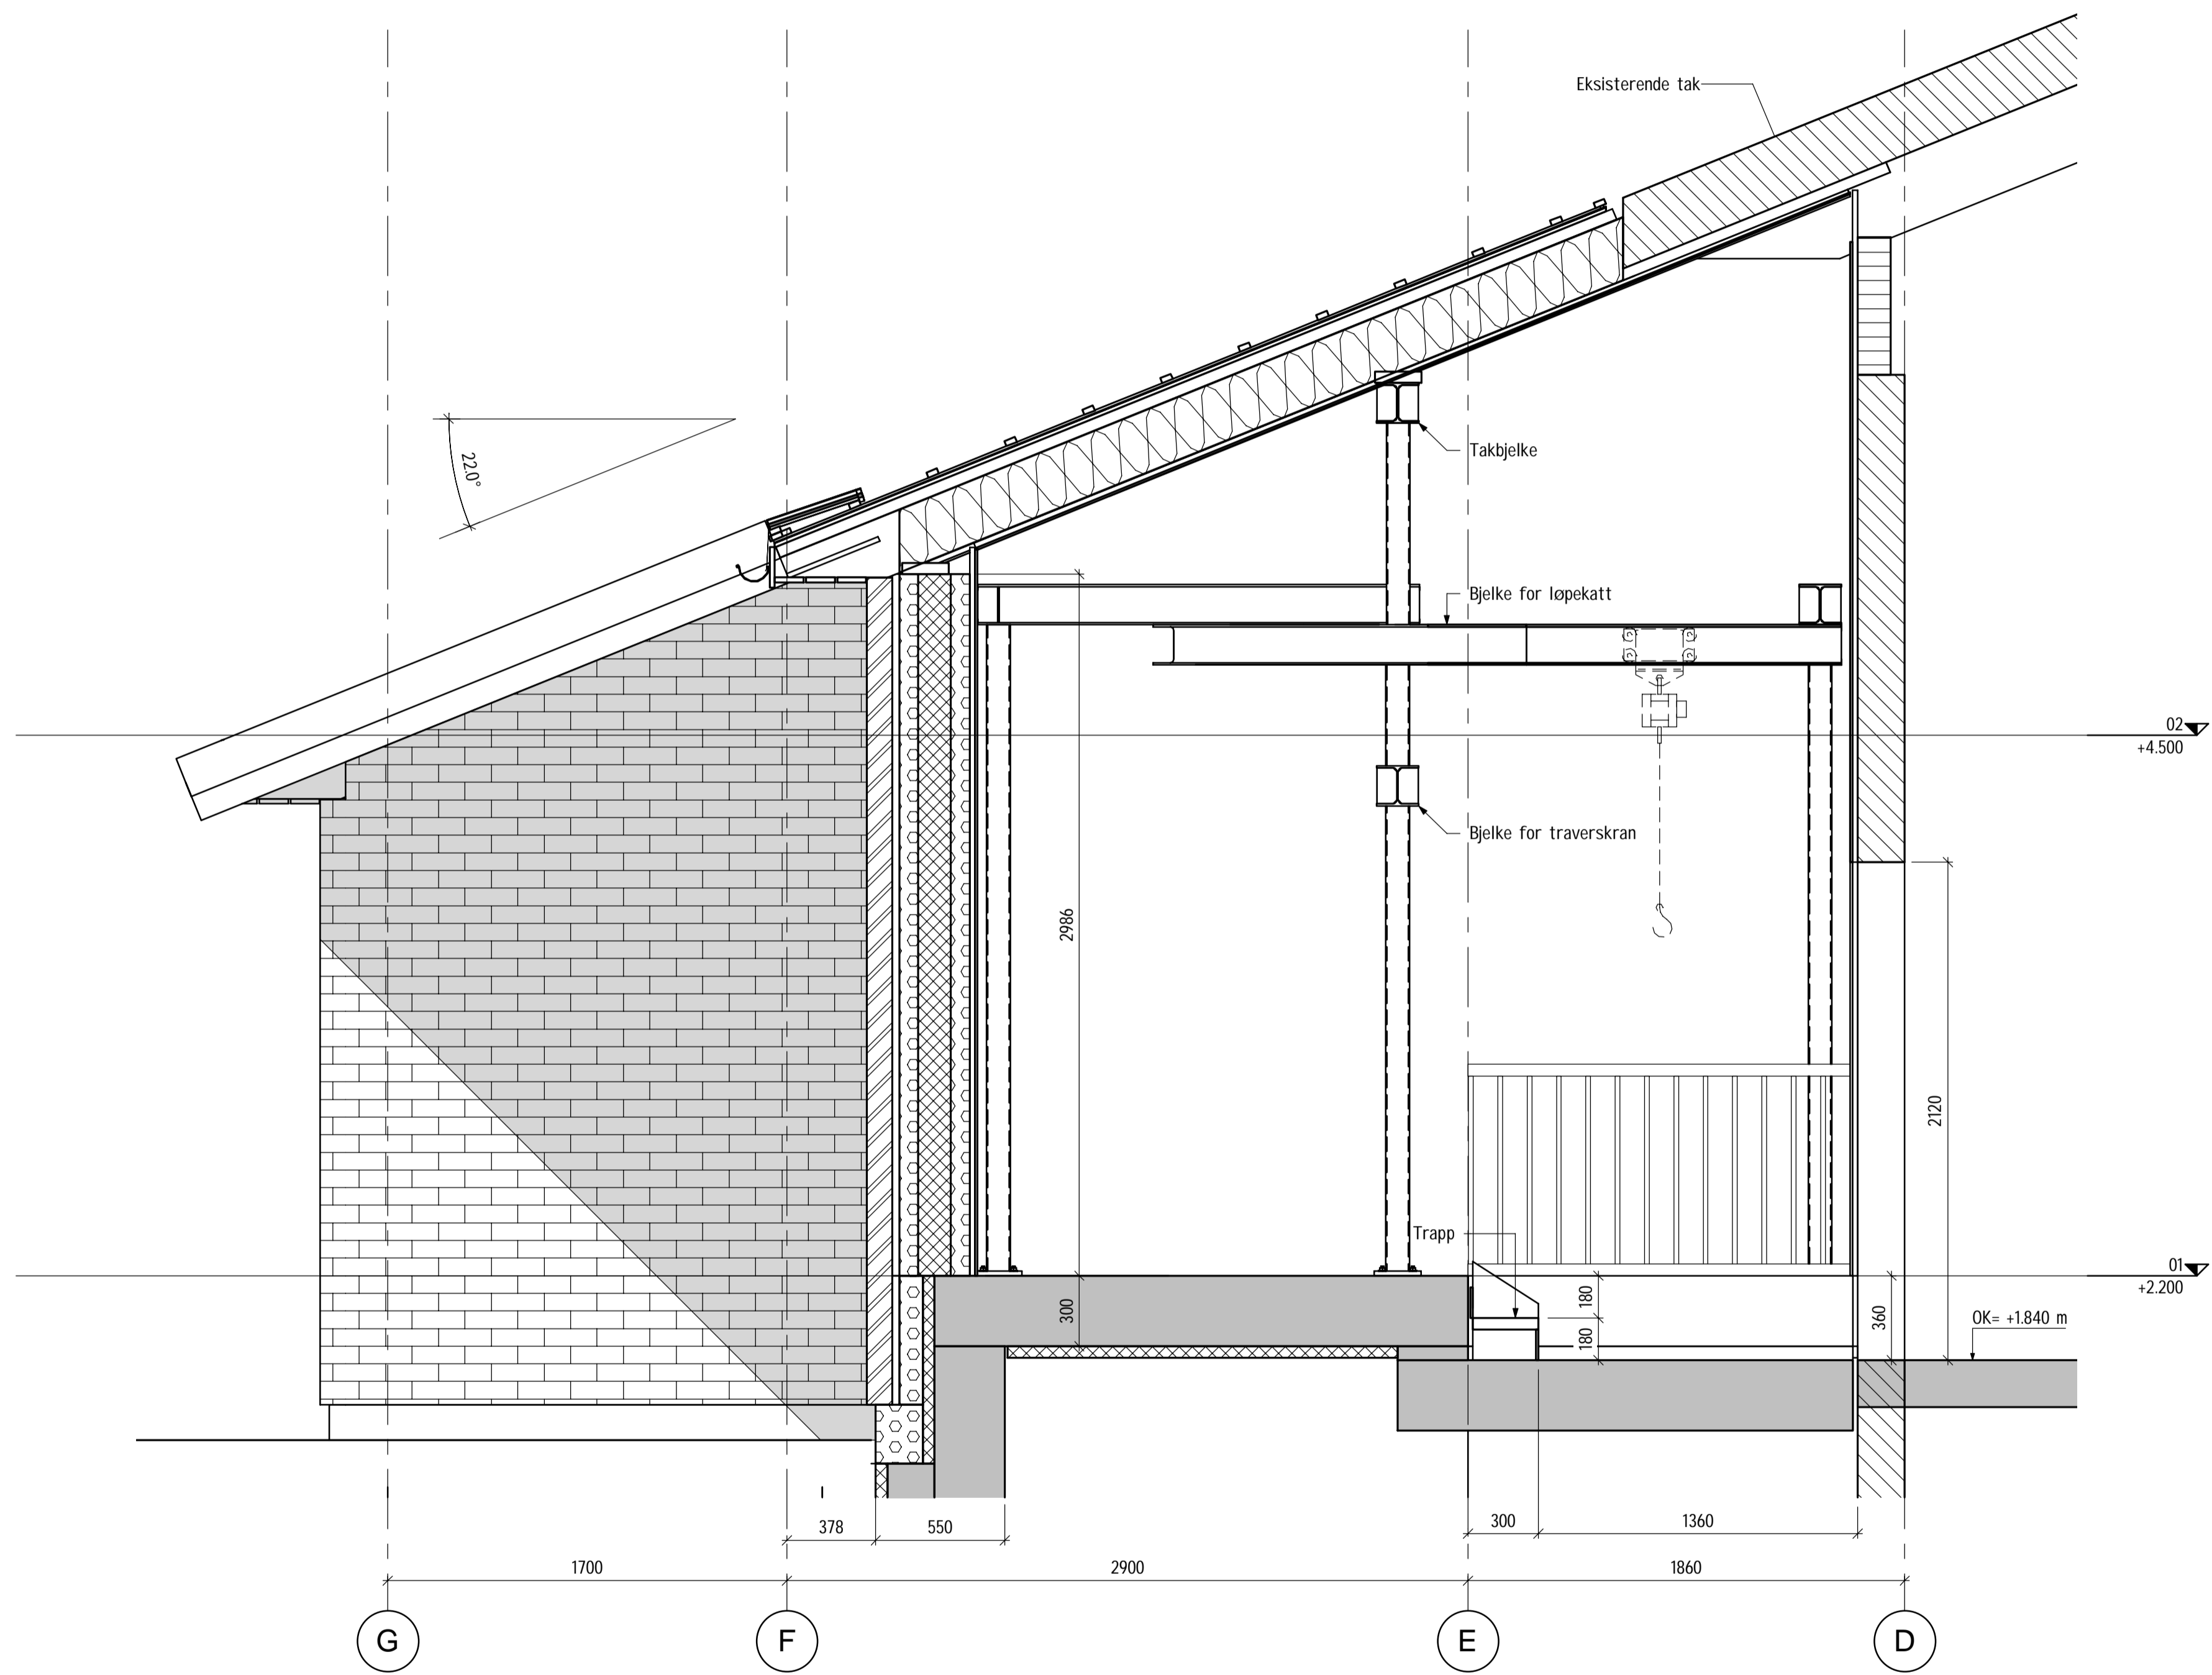 Eksisterende tak
22.0°
Takbjelke
Bjelke for løpekatt
02
+4.500
Bjelke for traverskran
2986
2120
Trapp
01
+2.200
300
180
180
360
OK= +1.840 m
378
550
300
1360
1700
2900
1860
G
F
E
D